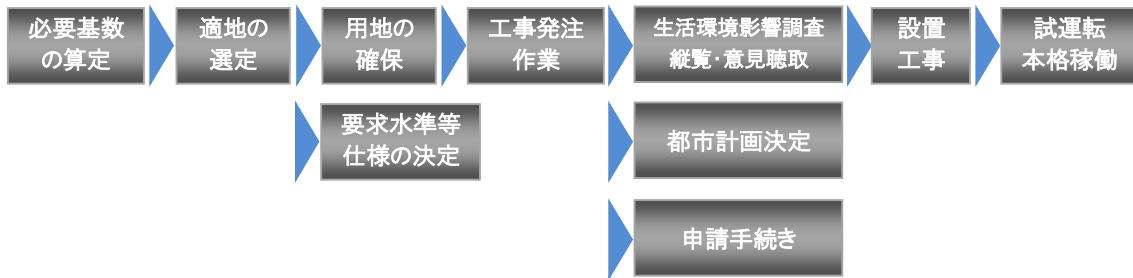 必要基数
の算定
適地の
選定
用地の
確保
工事発注
作業
生活環境影響調査
縦覧・意見聴取
設置
工事
試運転
本格稼働
要求水準等
仕様の決定
都市計画決定
申請手続き